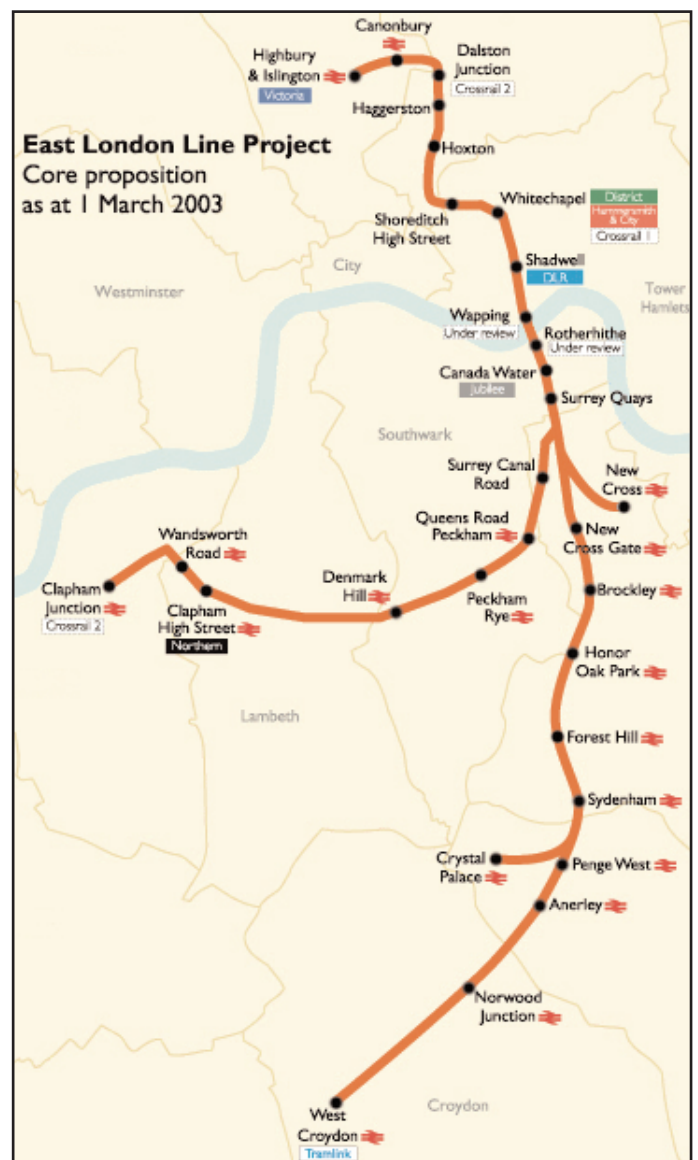 Canonbury
Highbury
& Islington
Victoria
Dalston
Junction
Crossrail 2
Haggerston
East London Line Project
Core proposition
as at 1 March 2003
Hoxton
Whitechapel
District
Hammersmith
& City
Crossrail 1
Shoreditch
High Street
City
Shadwell
DLR
Westminster
Tower
Hamlets
Wapping
Under review
Rotherhithe
Under review
Canada Water
Jubilee
Surrey Quays
Southwark
Surrey Canal
Road
New
Cross
Queens Road
Peckham
New
Cross Gate
Wandsworth
Road
Denmark
Hill
Clapham
Junction
Crossrail 2
Clapham
High Street
Northern
Peckham
Rye
Brockley
Honor
Oak Park
Lambeth
Forest Hill
Sydenham
Crystal
Palace
Penge West
Anerley
Norwood
Junction
West
Croydon
Tramlink
Croydon